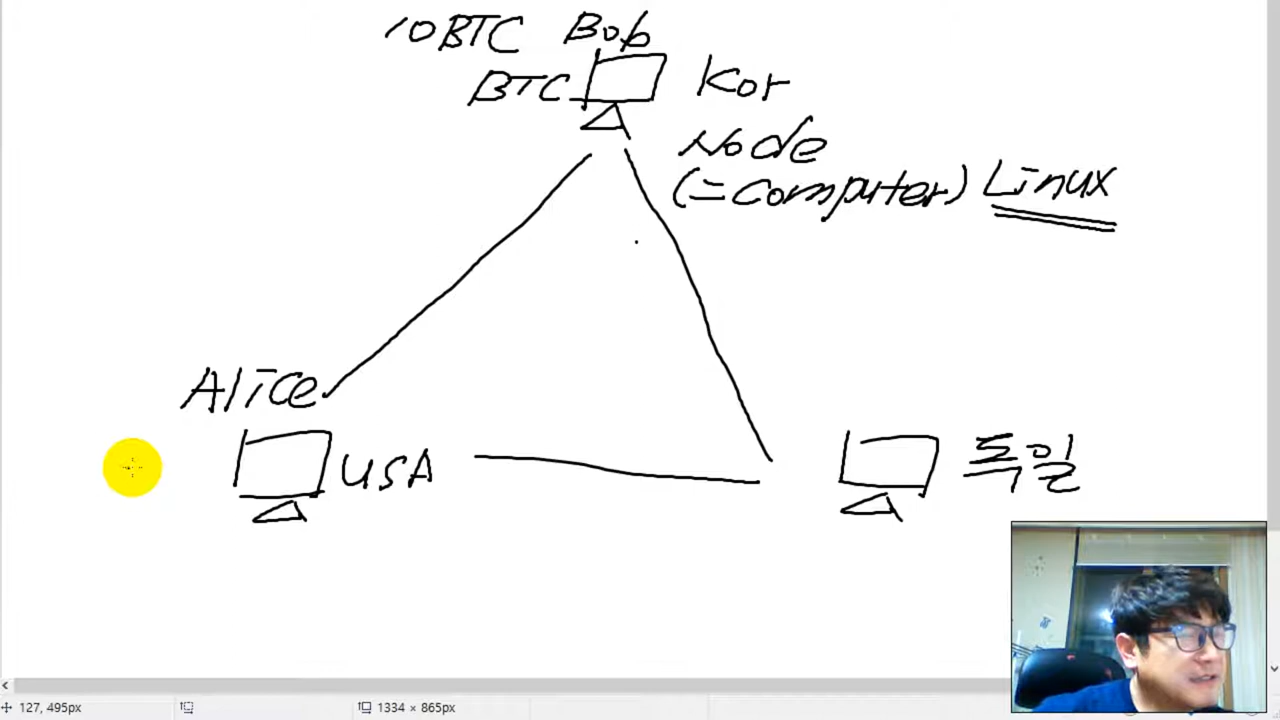 10BTC Bob
BTC Kor
Node
(=computer) Linux
Alice
USA
독일
127, 495px
1334 × 865px